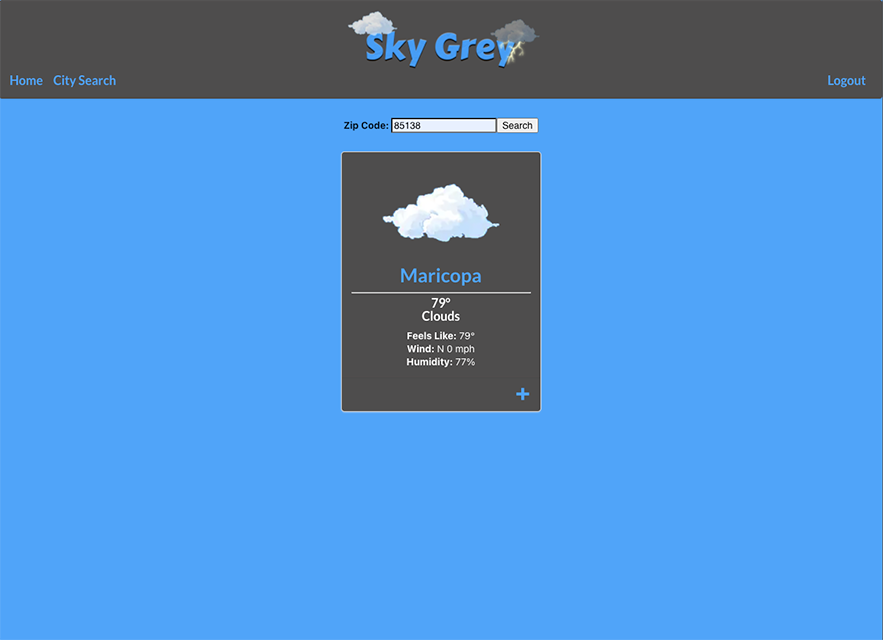 Sky Grey
Home City Search Logout
Zip Code: 85138 Search
Maricopa
79°
Clouds
Feels Like: 79°
Wind: N 0 mph
Humidity: 77%
+